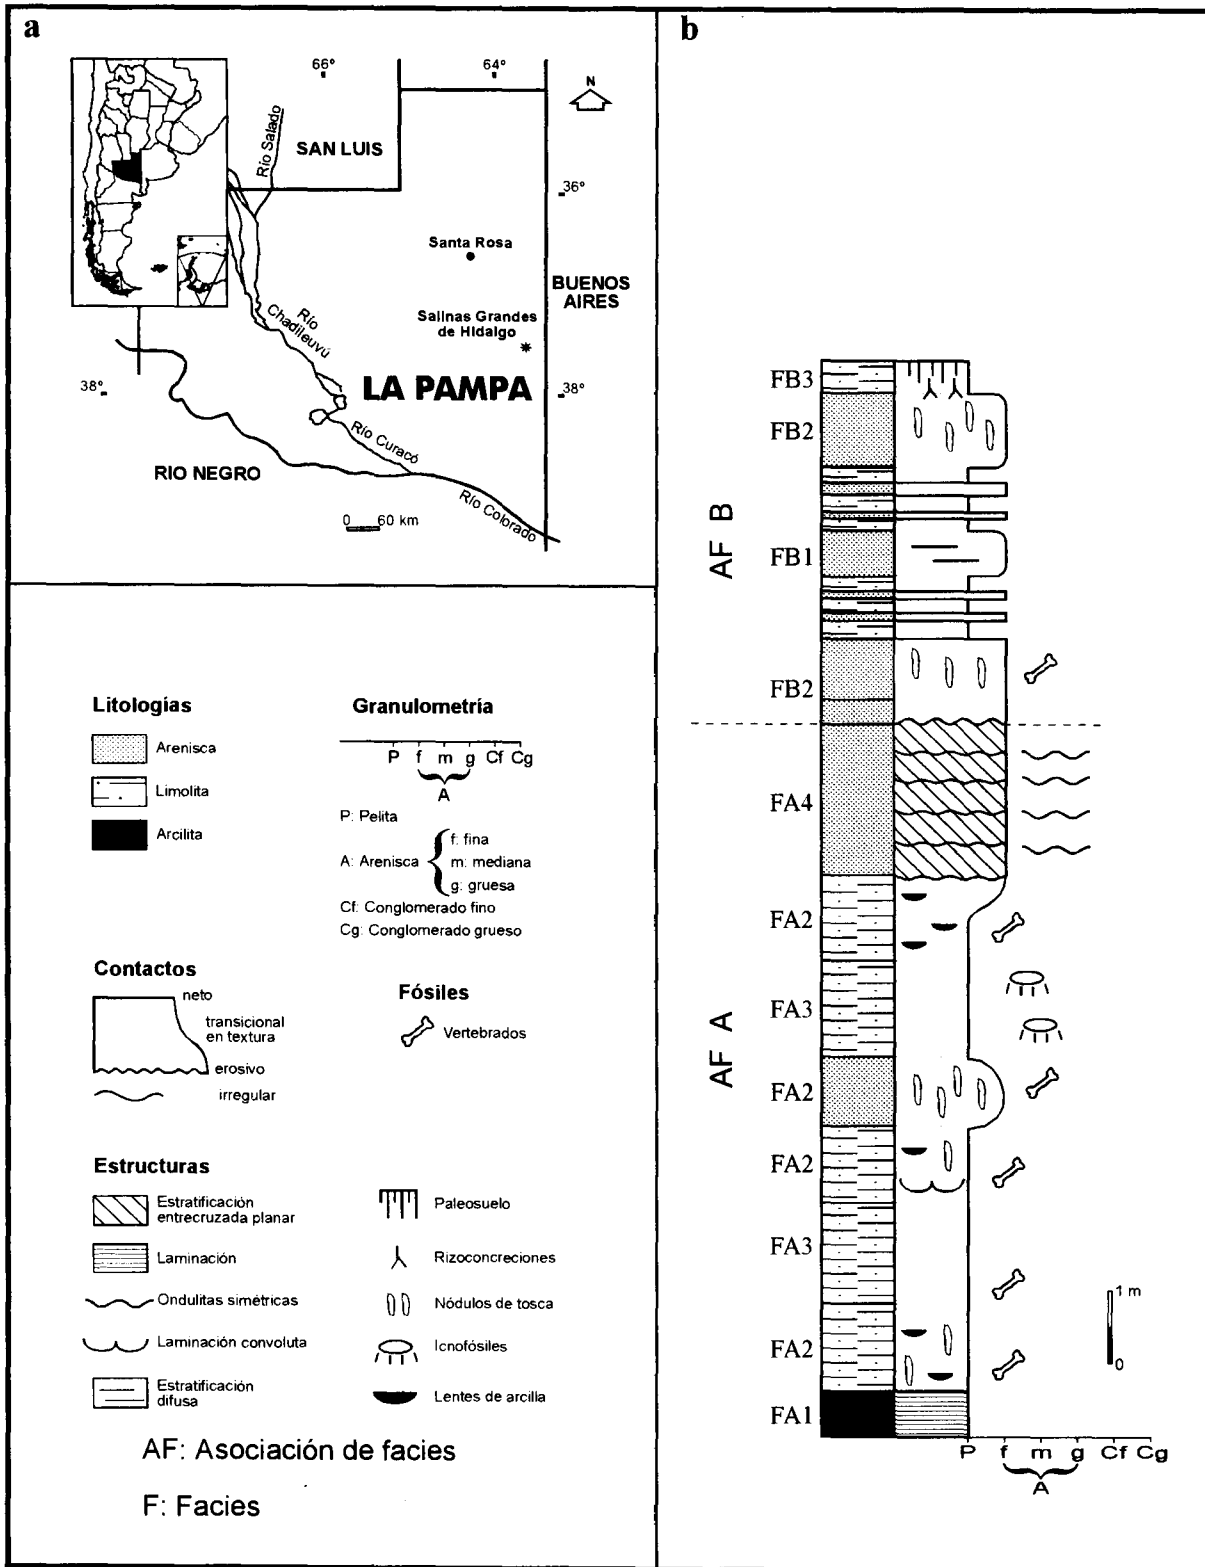 a
66°
64°
N
Río Salado
SAN LUIS
36°
Santa Rosa
BUENOS
AIRES
Salinas Grandes
de Hidalgo
Río
Chadileuvú
38°
LA PAMPA
38°
Río Curacó
RIO NEGRO
Río Colorado
0 60 km
Litologías
Arenisca
Limolita
Arcilita
Granulometría
P f m g Cf Cg
A
P: Pelita
A: Arenisca
f: fina
m: mediana
g: gruesa
Cf: Conglomerado fino
Cg: Conglomerado grueso
Contactos
neto
transicional
en textura
erosivo
irregular
Fósiles
Vertebrados
Estructuras
Estratificación
entrecruzada planar
Laminación
Ondulitas simétricas
Laminación convoluta
Estratificación
difusa
Paleosuelo
Rizoconcreciones
Nódulos de tosca
Icnofósiles
Lentes de arcilla
AF: Asociación de facies
F: Facies
b
FB3
FB2
AF B
FB1
FB2
FA4
FA2
FA3
AF A
FA2
FA2
FA3
FA2
FA1
1 m
0
P f m g Cf Cg
A